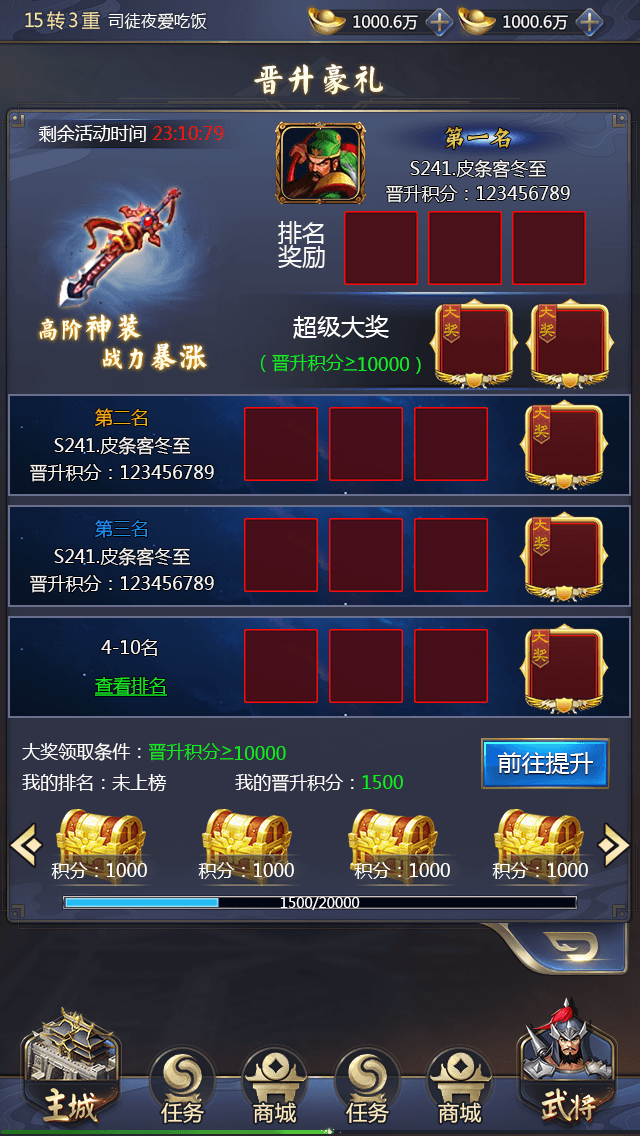 15转3重 司徒夜爱吃饭 1000.6万 1000.6万
晋升豪礼
剩余活动时间 23:10:79
第一名
S241.皮条客冬至
晋升积分：123456789
排名
奖励
高阶神装
战力暴涨
超级大奖
（晋升积分≥10000）
大奖 大奖
第二名
S241.皮条客冬至
晋升积分：123456789
大奖
第三名
S241.皮条客冬至
晋升积分：123456789
大奖
4-10名
查看排名
大奖
大奖领取条件：晋升积分≥10000
我的排名：未上榜 我的晋升积分：1500
前往提升
积分：1000 积分：1000 积分：1000 积分：1000
1500/20000
主城 任务 商城 任务 商城 武将